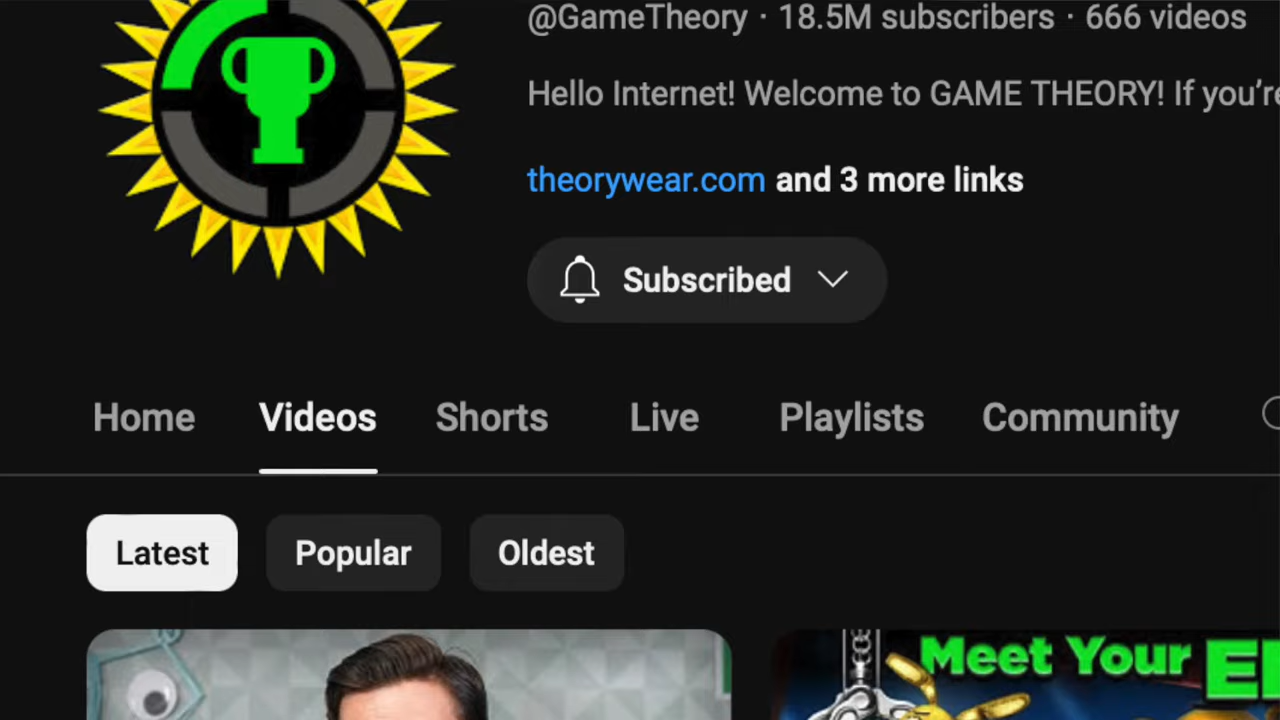 @GameTheory · 18.5M subscribers · 666 videos
Hello Internet! Welcome to GAME THEORY! If you’re
theorywear.com and 3 more links
Subscribed
Home Videos Shorts Live Playlists Community
Latest Popular Oldest
Meet Your